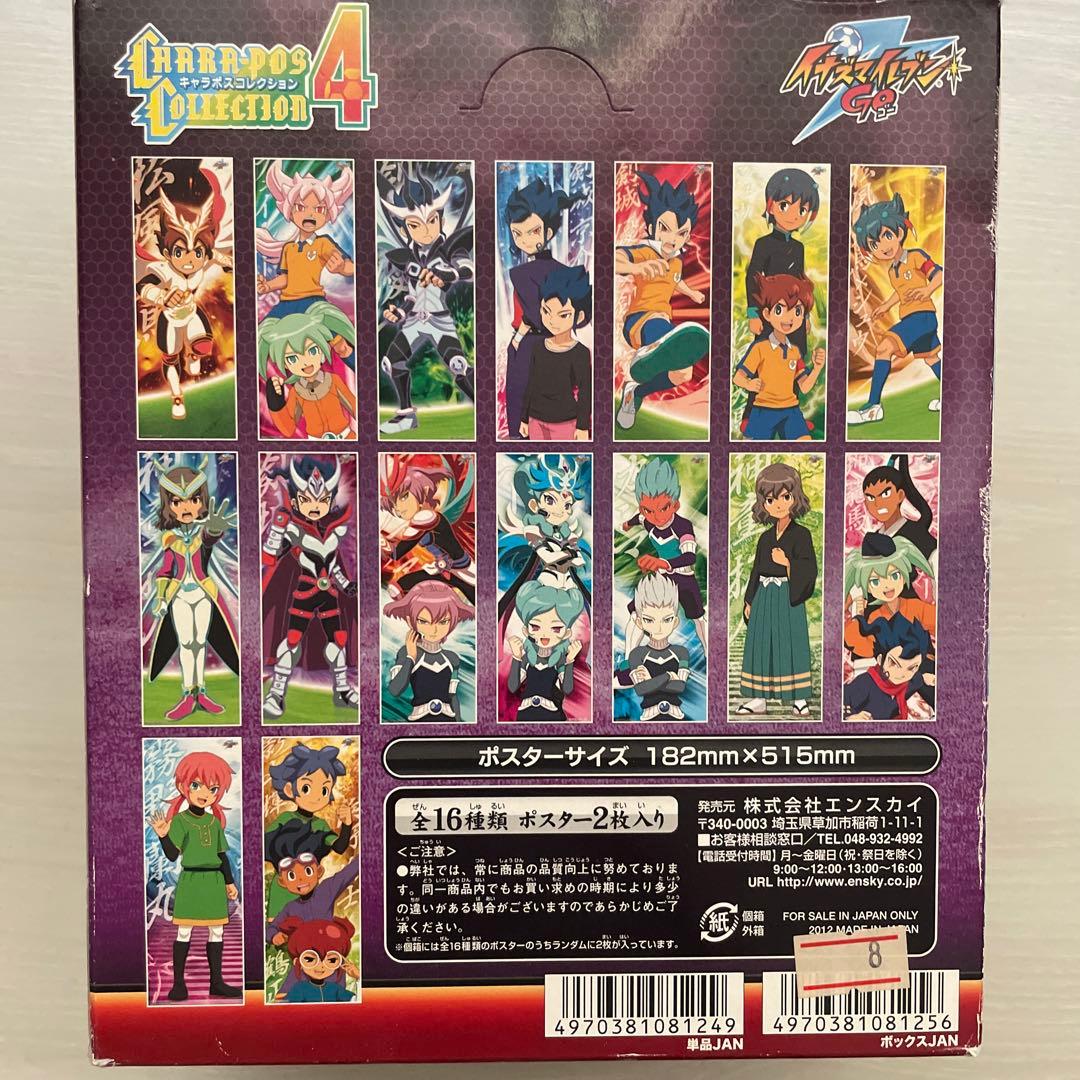 CHARA-POS
キャラポスコレクション
COLLECTION 4
イナズマイレブン
GO
ゴー
ポスターサイズ 182mm×515mm
全16種類 ポスター2枚入り
<ご注意>
●弊社では、常に商品の品質向上に努めておりま
す。同一商品内でもお買い求めの時期により多少
の違いがある場合がございますのであらかじめご了
承ください。
※個箱には全16種類のポスターのうちランダムに2枚が入っています。
発売元 株式会社エンスカイ
〒340-0003 埼玉県草加市稲荷1-11-1
■お客様相談窓口/TEL.048-932-4992
【電話受付時間】月〜金曜日(祝・祭日を除く)
9:00〜12:00・13:00〜16:00
URL http://www.ensky.co.jp/
紙 個箱
外箱
FOR SALE IN JAPAN ONLY
2012 MADE IN JAPAN
8
4970381081249
単品JAN
4970381081256
ボックスJAN